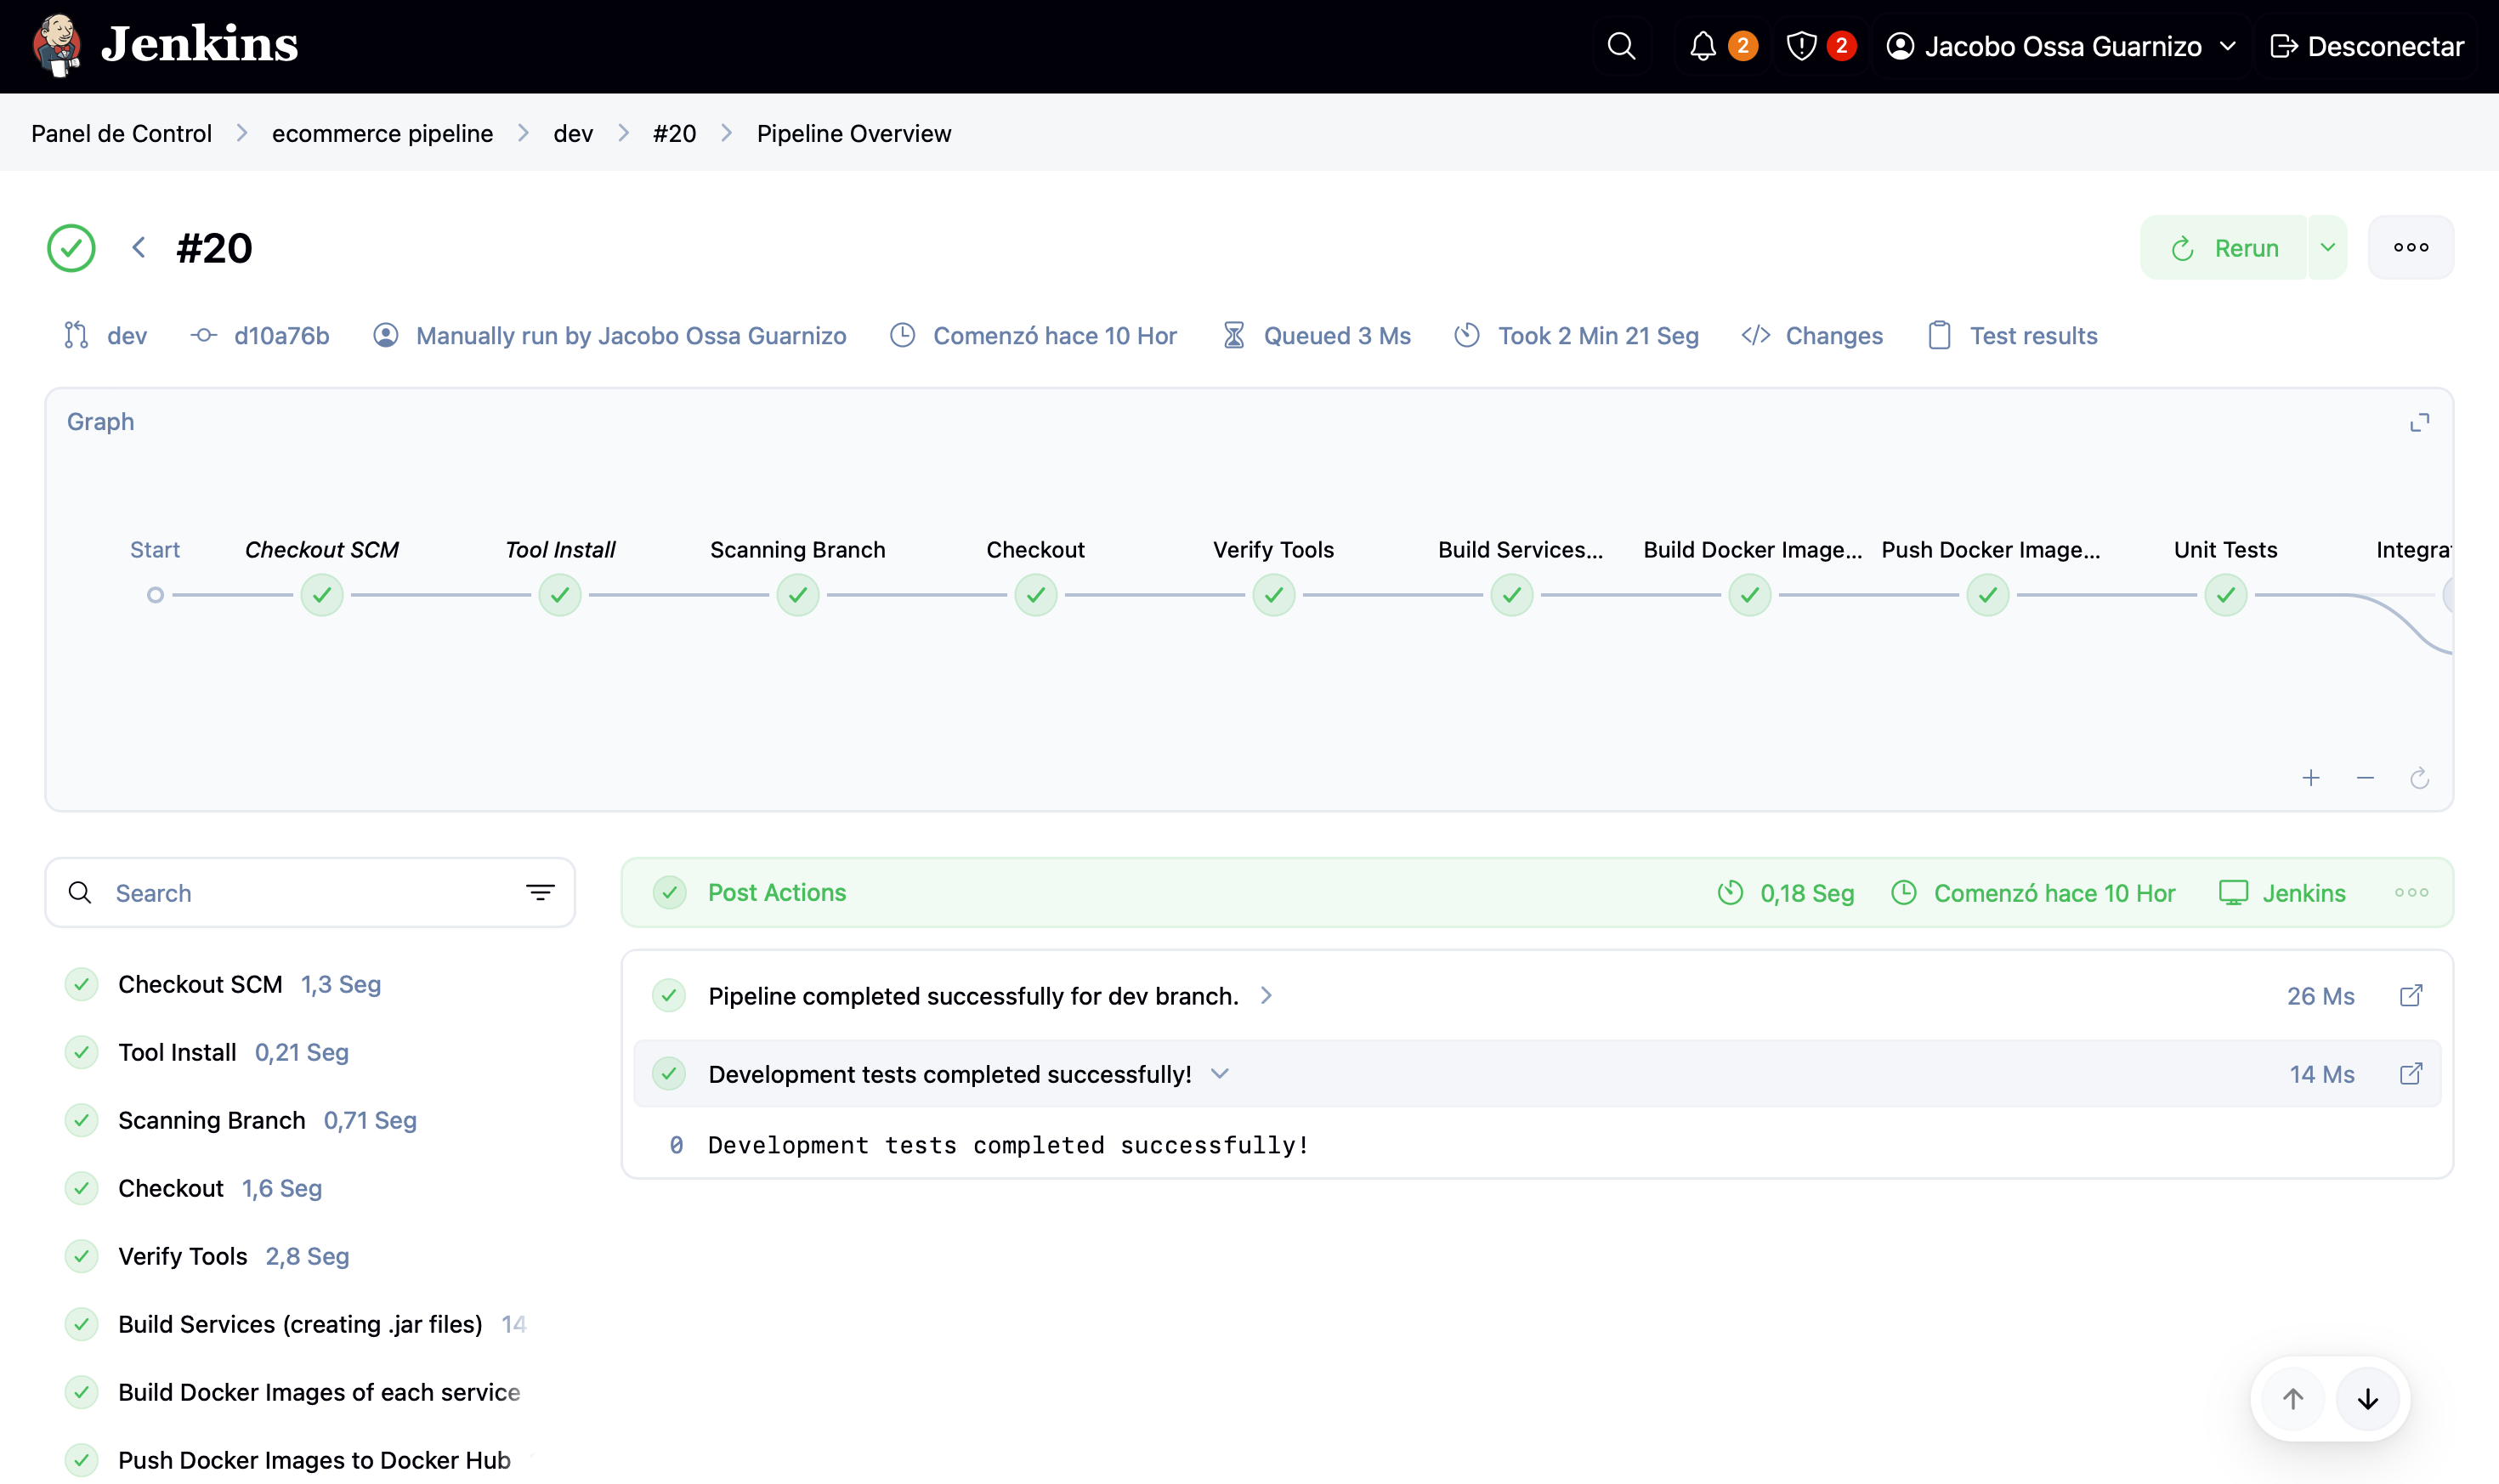 Jenkins
2
2
Jacobo Ossa Guarnizo
Desconectar
Panel de Control
ecommerce pipeline
dev
#20
Pipeline Overview
#20
Rerun
dev
d10a76b
Manually run by Jacobo Ossa Guarnizo
Comenzó hace 10 Hor
Queued 3 Ms
Took 2 Min 21 Seg
Changes
Test results
Graph
Start
Checkout SCM
Tool Install
Scanning Branch
Checkout
Verify Tools
Build Services...
Build Docker Image...
Push Docker Image...
Unit Tests
Search
Post Actions
0,18 Seg
Comenzó hace 10 Hor
Jenkins
Checkout SCM 1,3 Seg
Tool Install 0,21 Seg
Scanning Branch 0,71 Seg
Checkout 1,6 Seg
Verify Tools 2,8 Seg
Build Services (creating .jar files) 14
Build Docker Images of each service
Push Docker Images to Docker Hub
Pipeline completed successfully for dev branch.
26 Ms
Development tests completed successfully!
14 Ms
0 Development tests completed successfully!